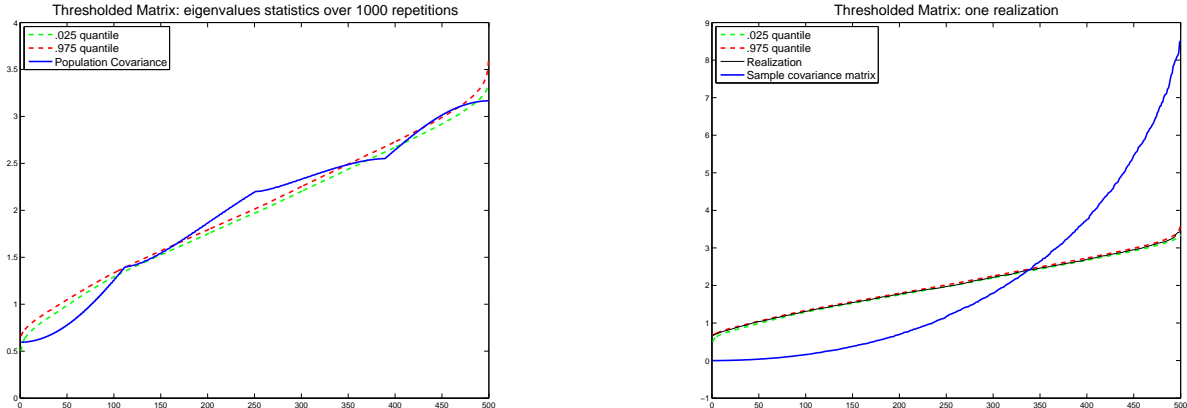 Thresholded Matrix: eigenvalues statistics over 1000 repetitions
4
3.5
3
2.5
2
1.5
1
0.5
0
0 50 100 150 200 250 300 350 400 450 500
.025 quantile
.975 quantile
Population Covariance
Thresholded Matrix: one realization
9
8
7
6
5
4
3
2
1
0
−1
0 50 100 150 200 250 300 350 400 450 500
.025 quantile
.975 quantile
Realization
Sample covariance matrix